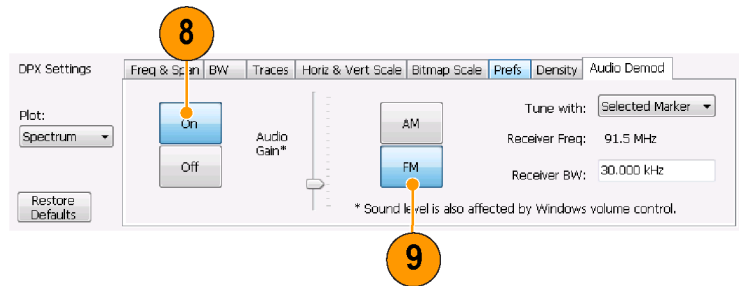 8
DPX Settings
Freq & Span BW Traces Horiz & Vert Scale Bitmap Scale Prefs Density Audio Demod
Plot:
Spectrum
Restore
Defaults
On
Off
Audio
Gain*
AM
FM
Tune with: Selected Marker
Receiver Freq: 91.5 MHz
Receiver BW: 30.000 kHz
* Sound level is also affected by Windows volume control.
9